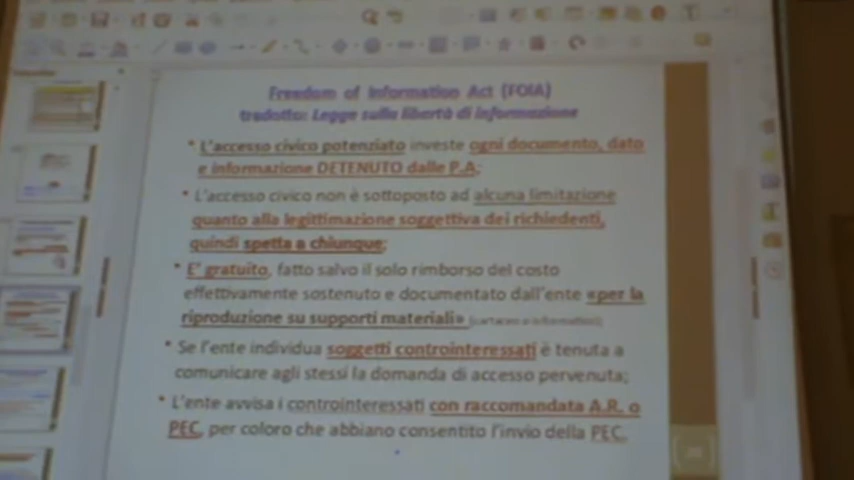 Freedom of Information Act (FOIA)
tradotto: Legge sulla libertà di informazione
• L'accesso civico potenziato investe ogni documento, dato
e informazione DETENUTO dalle P.A;
• L'accesso civico non è sottoposto ad alcuna limitazione
quanto alla legittimazione soggettiva dei richiedenti,
quindi spetta a chiunque;
• E' gratuito, fatto salvo il solo rimborso del costo
effettivamente sostenuto e documentato dall'ente «per la
riproduzione su supporti materiali» (cartaceo e informatico);
• Se l'ente individua soggetti controinteressati è tenuta a
comunicare agli stessi la domanda di accesso pervenuta;
• L'ente avvisa i controinteressati con raccomandata A.R. o
PEC, per coloro che abbiano consentito l'invio della PEC.